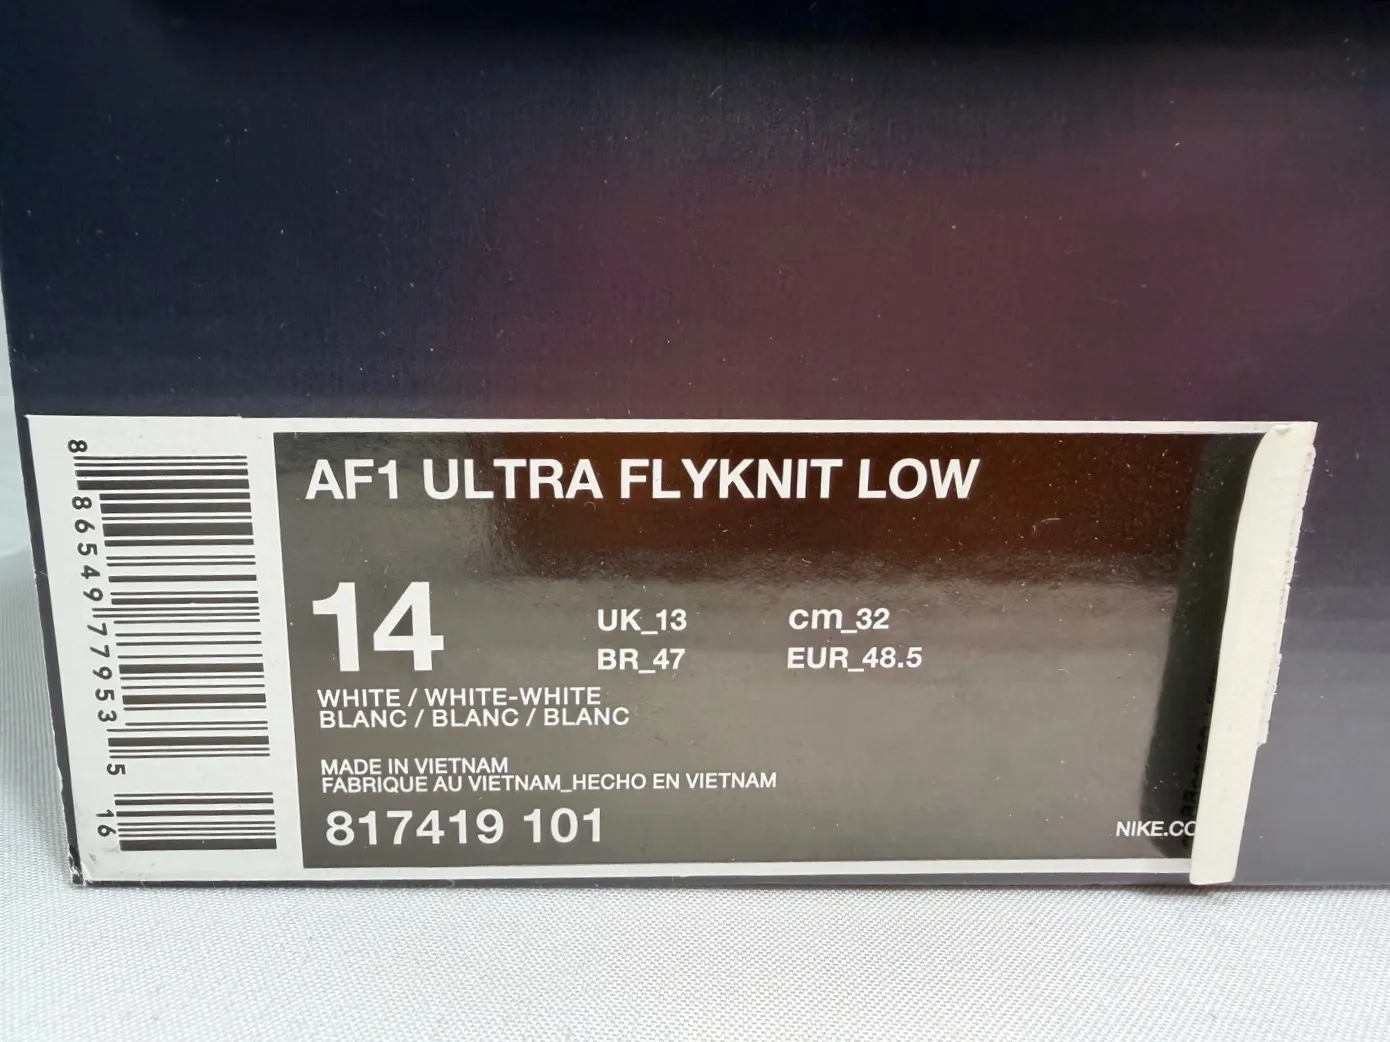 AF1 ULTRA FLYKNIT LOW
14
UK_13 cm_32
BR_47 EUR_48.5
WHITE / WHITE-WHITE
BLANC / BLANC / BLANC
MADE IN VIETNAM
FABRIQUE AU VIETNAM_HECHO EN VIETNAM
817419 101
NIKE.CO
8 86549 77953 5
16